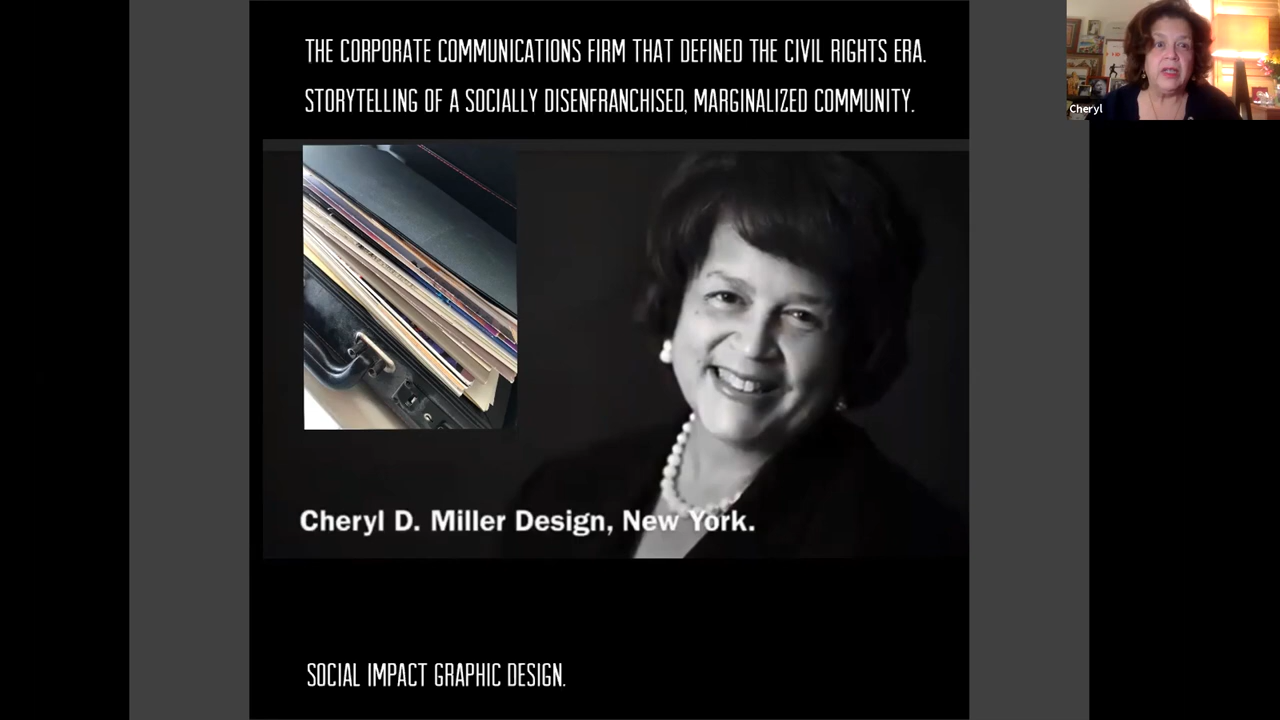 THE CORPORATE COMMUNICATIONS FIRM THAT DEFINED THE CIVIL RIGHTS ERA.
STORYTELLING OF A SOCIALLY DISENFRANCHISED, MARGINALIZED COMMUNITY.
Cheryl
Cheryl D. Miller Design, New York.
SOCIAL IMPACT GRAPHIC DESIGN.